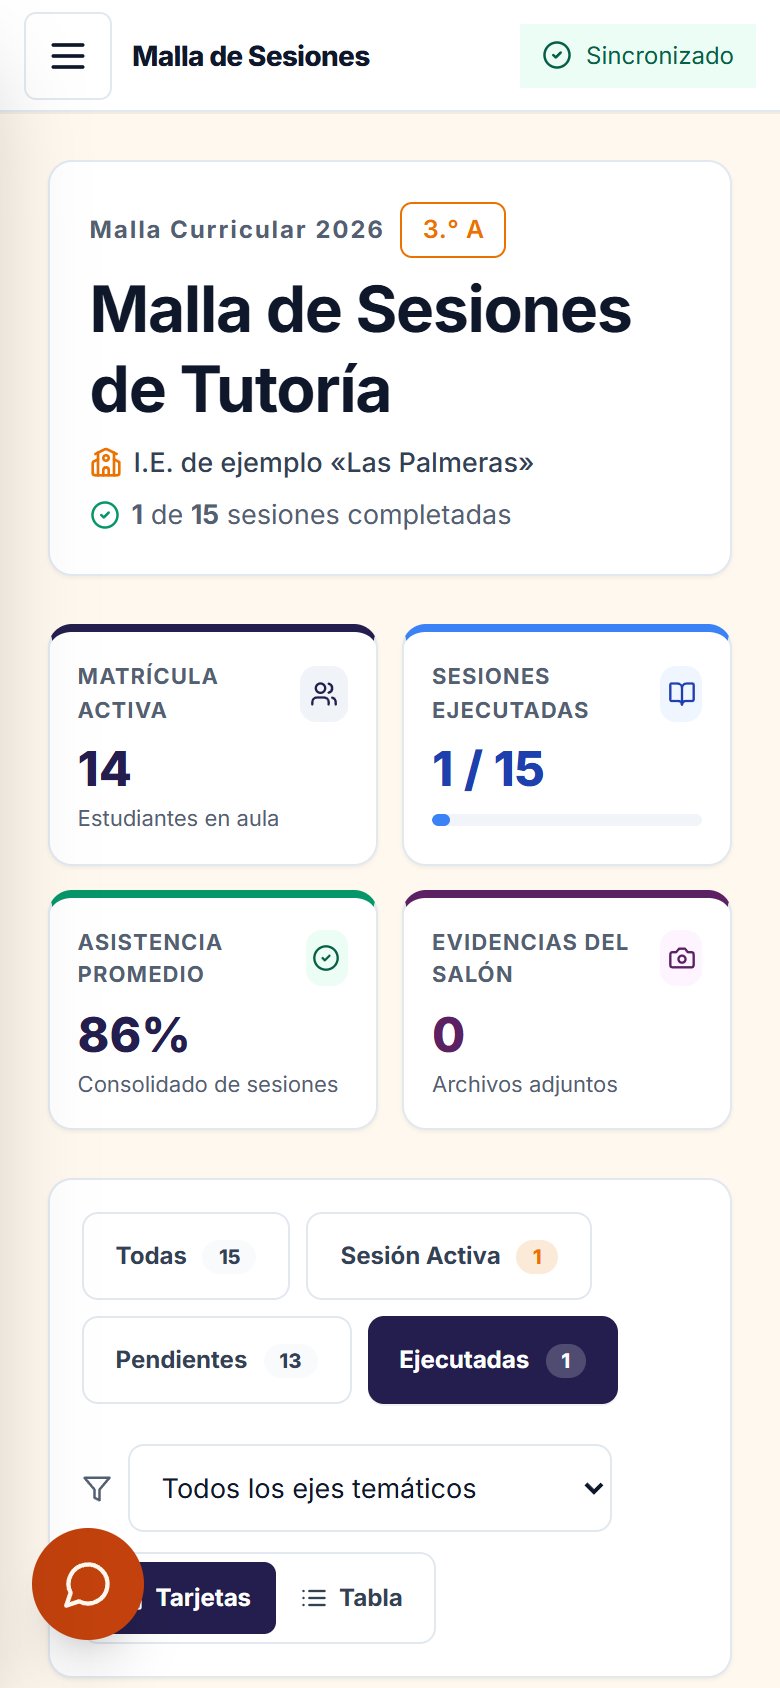 Malla de Sesiones
Sincronizado
Malla Curricular 2026
3.° A
Malla de Sesiones
de Tutoría
I.E. de ejemplo «Las Palmeras»
1 de 15 sesiones completadas
MATRÍCULA
ACTIVA
14
Estudiantes en aula
SESIONES
EJECUTADAS
1 / 15
ASISTENCIA
PROMEDIO
86%
Consolidado de sesiones
EVIDENCIAS DEL
SALÓN
0
Archivos adjuntos
Todas 15
Sesión Activa 1
Pendientes 13
Ejecutadas 1
Todos los ejes temáticos
Tarjetas
Tabla